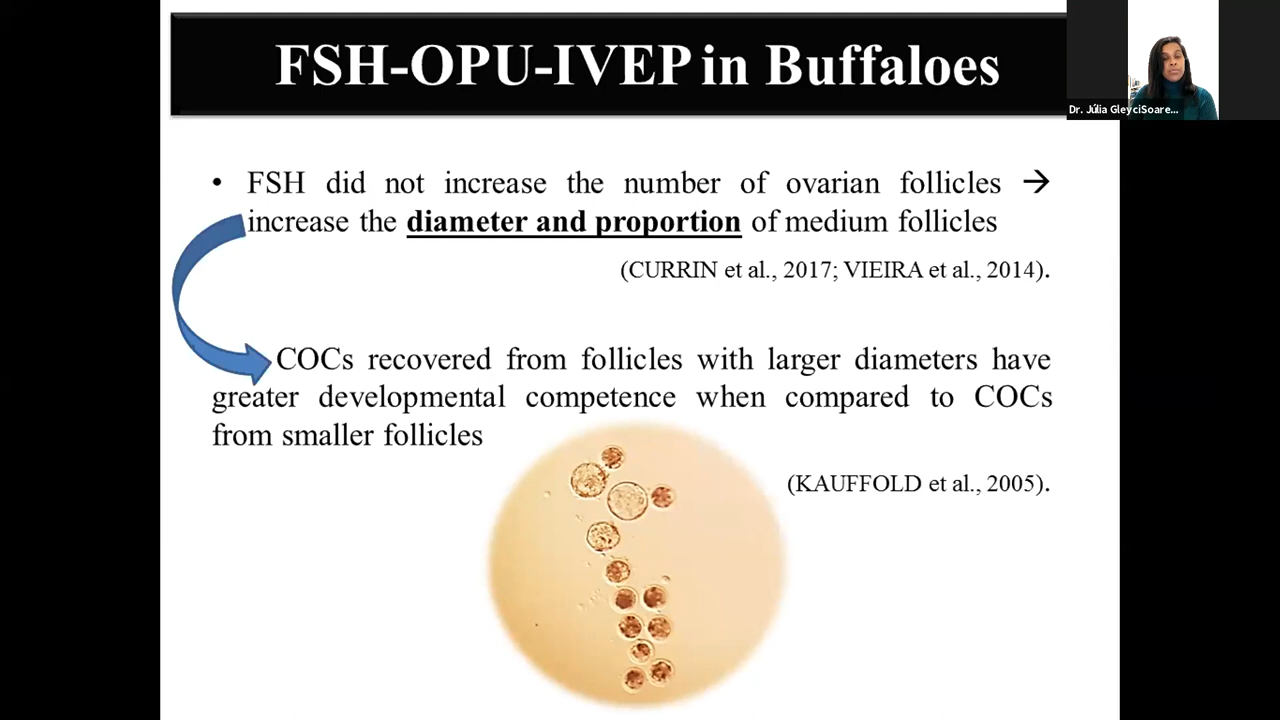 FSH-OPU-IVEP in Buffaloes
Dr. Júlia GleyciSoare...
• FSH did not increase the number of ovarian follicles →
increase the diameter and proportion of medium follicles
(CURRIN et al., 2017; VIEIRA et al., 2014).
COCs recovered from follicles with larger diameters have
greater developmental competence when compared to COCs
from smaller follicles
(KAUFFOLD et al., 2005).